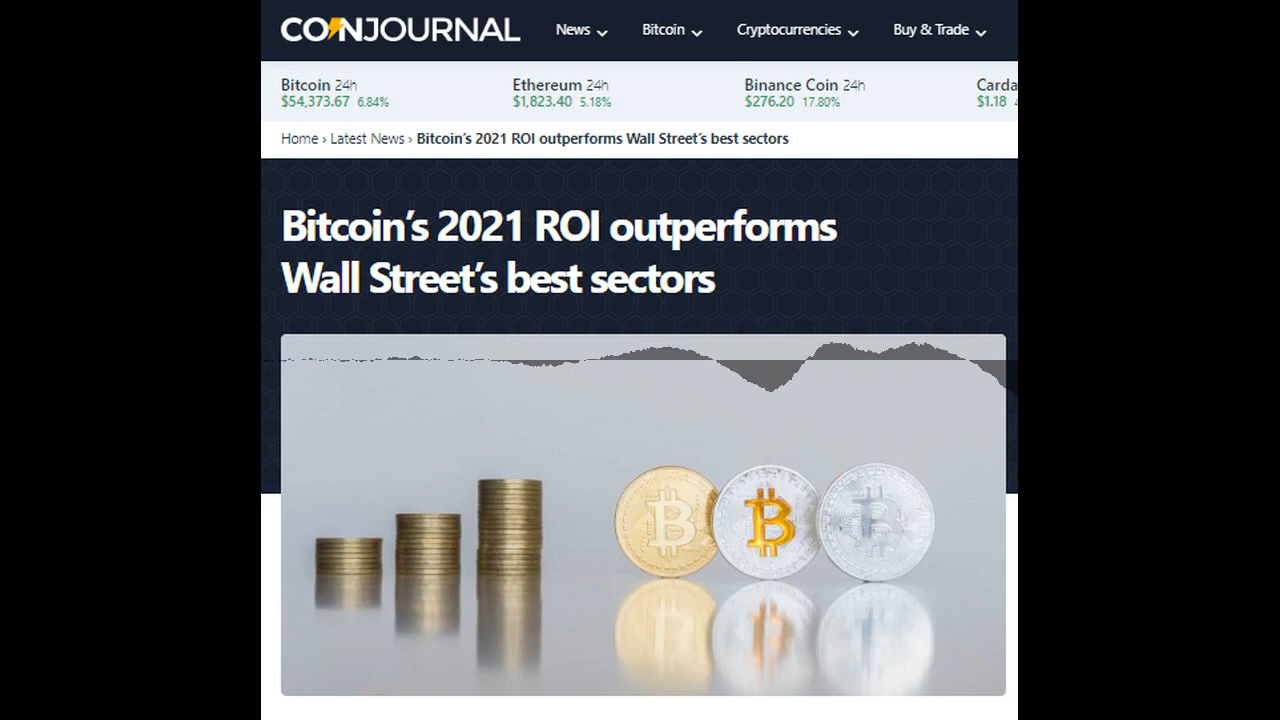 COINJOURNAL News Bitcoin Cryptocurrencies Buy & Trade
Bitcoin 24h Ethereum 24h Binance Coin 24h Carda
$54,373.67 6.84% $1,823.40 5.18% $276.20 17.80% $1.18
Home › Latest News › Bitcoin’s 2021 ROI outperforms Wall Street’s best sectors
Bitcoin’s 2021 ROI outperforms
Wall Street’s best sectors